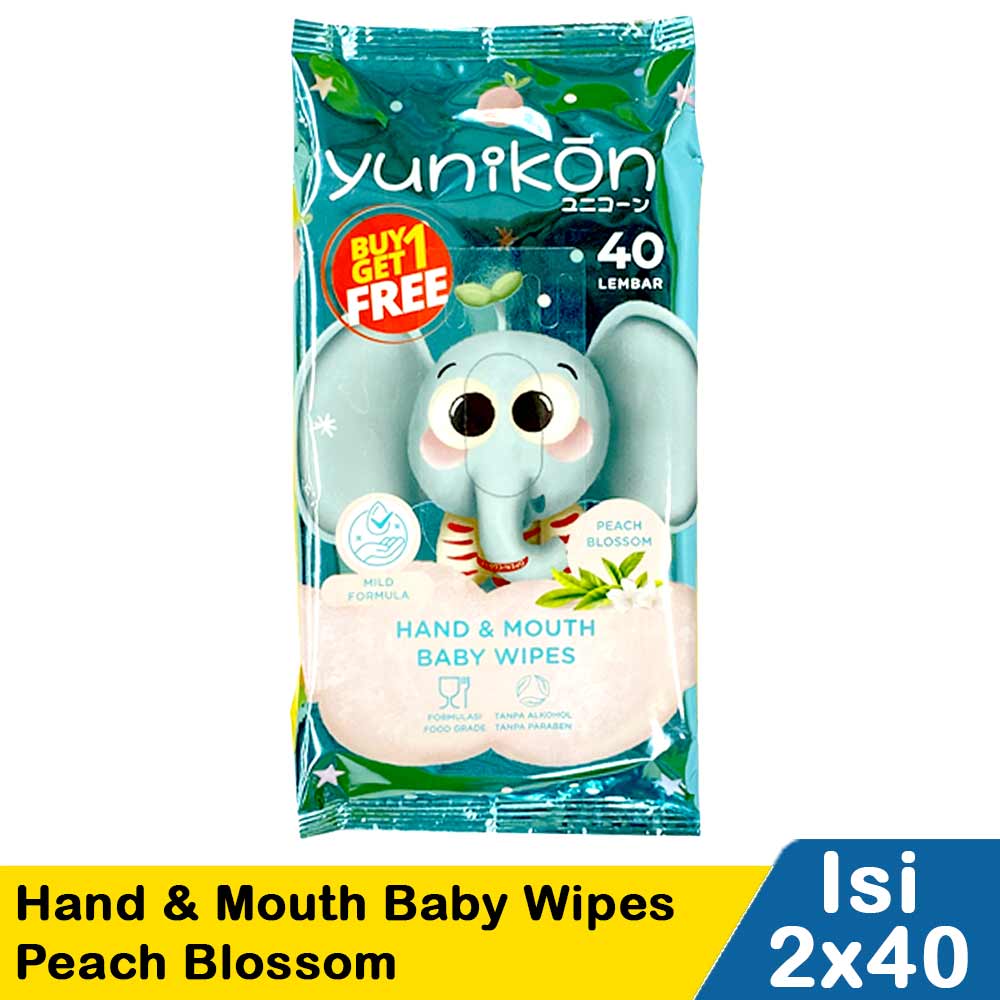 yunikōn
ユニコーン
BUY 1
GET
FREE
40
LEMBAR
PEACH
BLOSSOM
MILD
FORMULA
HAND & MOUTH
BABY WIPES
FORMULASI
FOOD GRADE
TANPA ALKOHOL
TANPA PARABEN
Hand & Mouth Baby Wipes
Peach Blossom
Isi
2x40